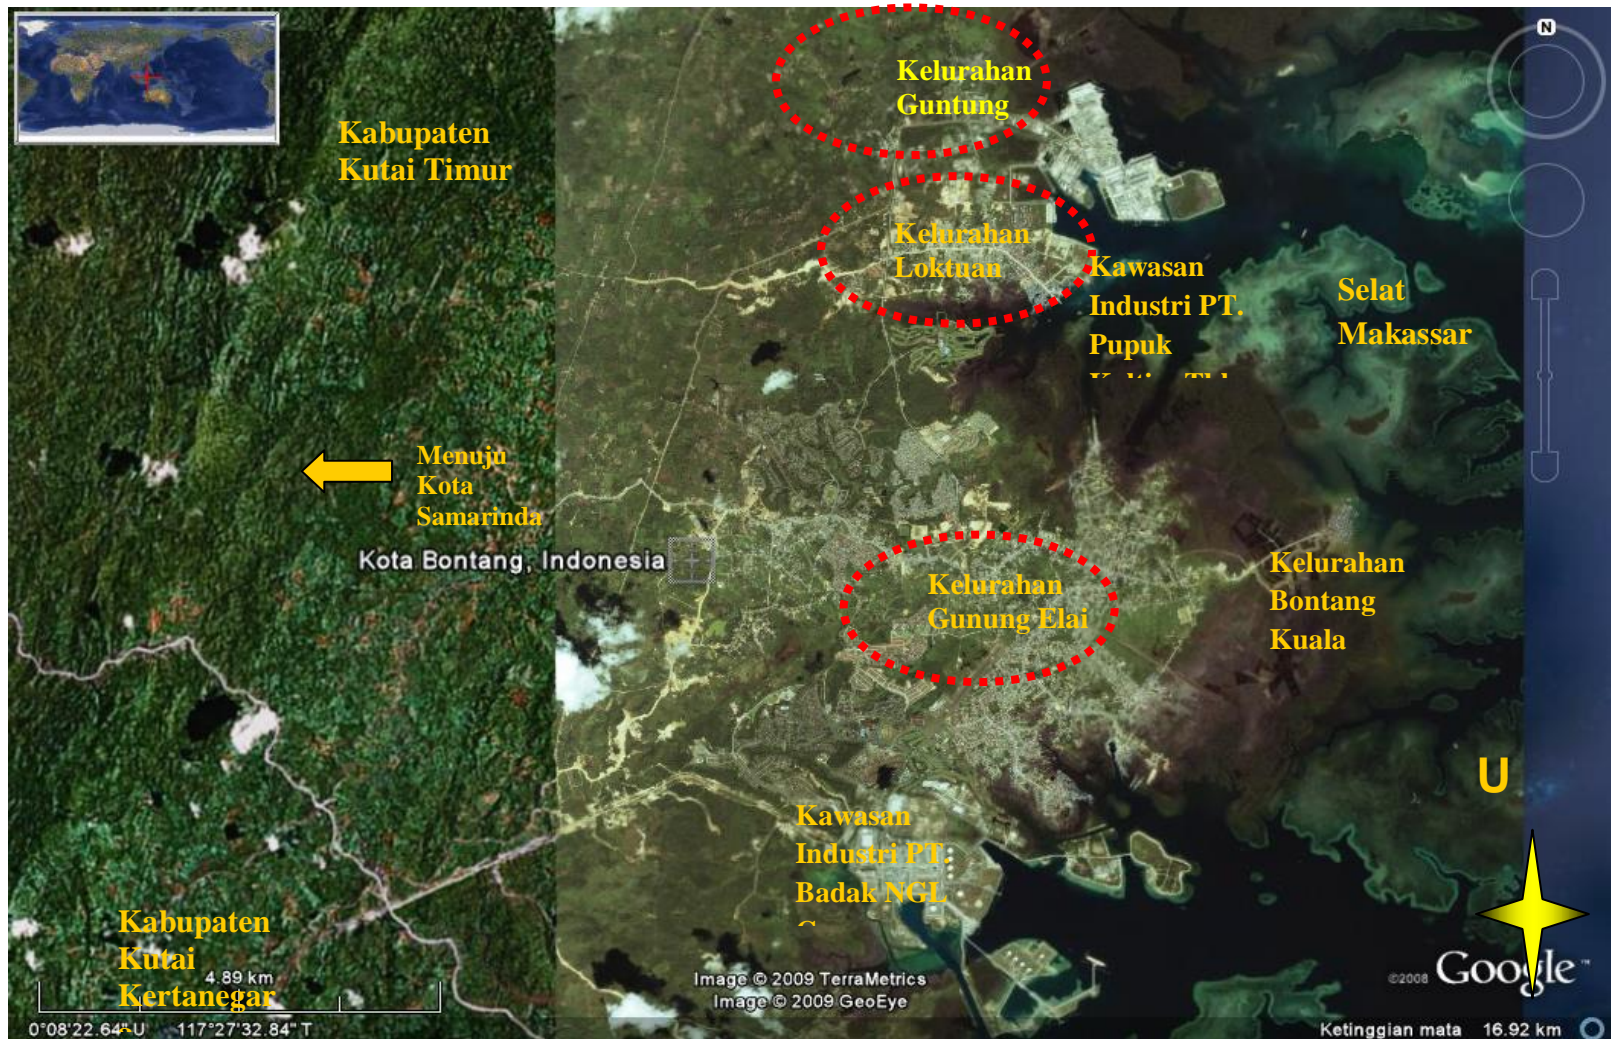 N
Kelurahan
Guntung
Kabupaten
Kutai Timur
Kelurahan
Loktuan
Kawasan
Industri PT.
Pupuk
Selat
Makassar
Menuju
Kota
Samarinda
Kota Bontang, Indonesia
Kelurahan
Gunung Elai
Kelurahan
Bontang
Kuala
U
Kawasan
Industri PT.
Badak NGL
Kabupaten
Kutai
Kertanegar
4.89 km
Image © 2009 TerraMetrics
Image © 2009 GeoEye
©2008 Google™
0°08'22.64" U 117°27'32.84" T
Ketinggian mata 16.92 km